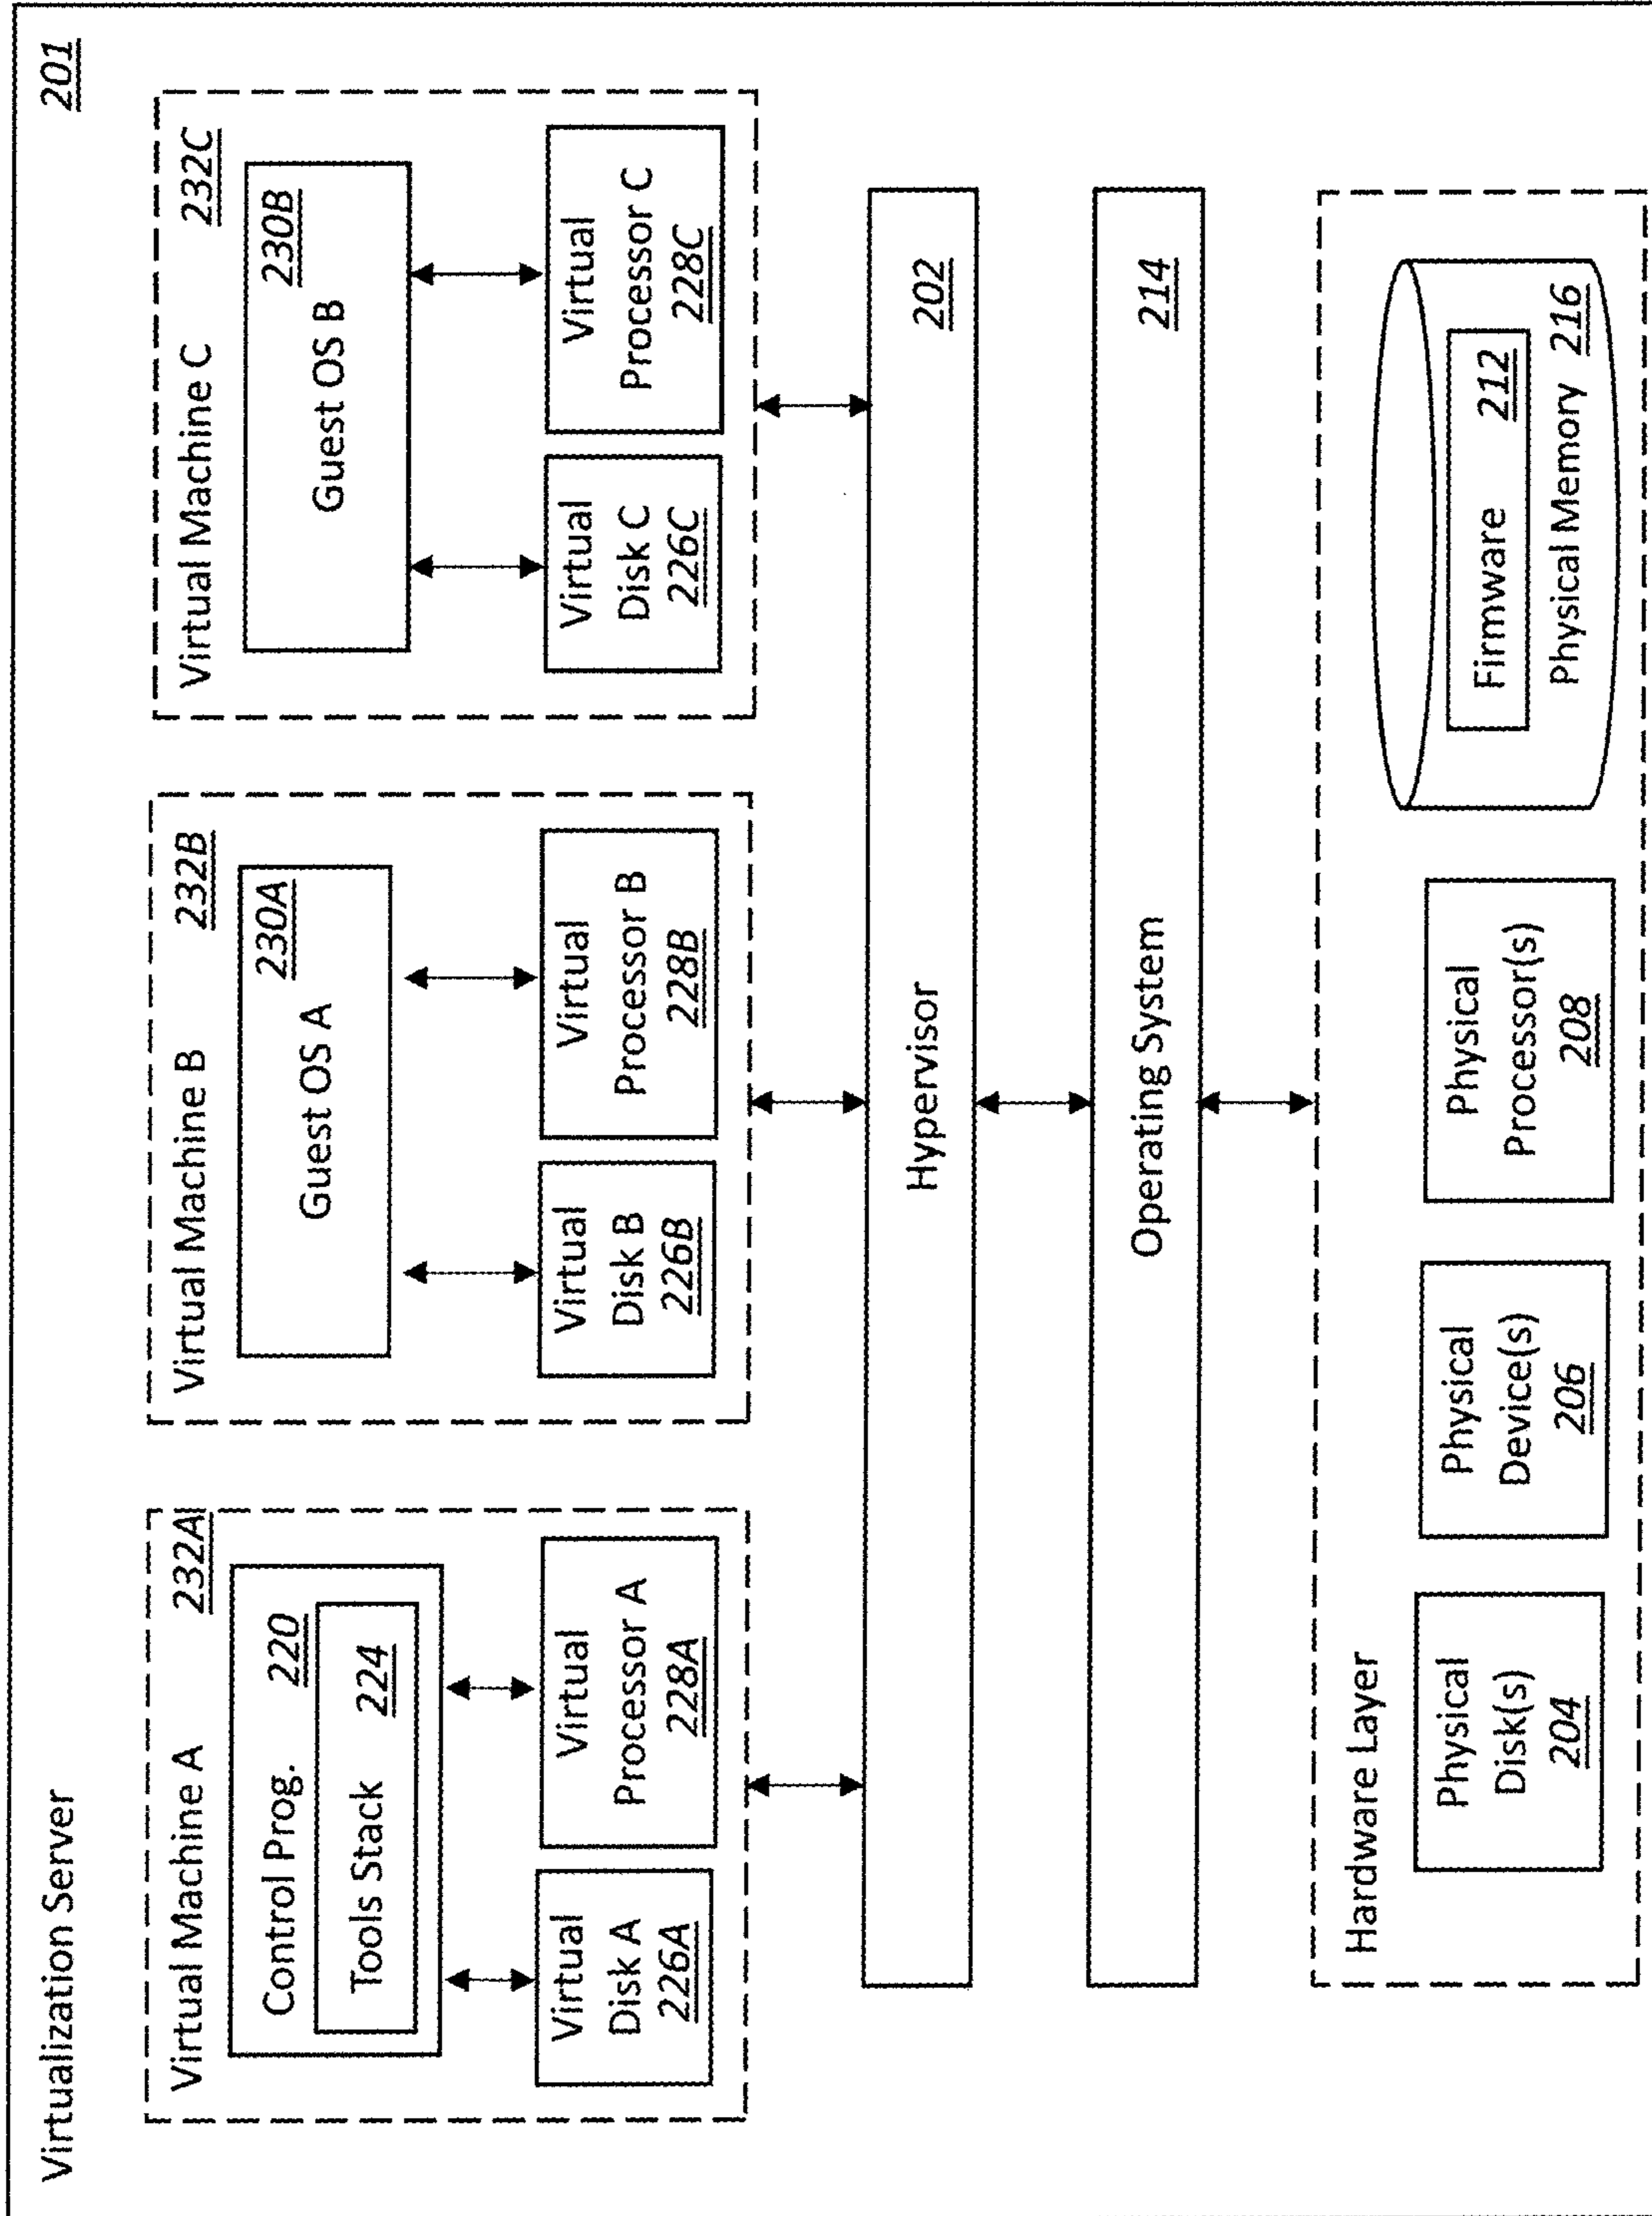 Virtualization Server
201
Virtual Machine A
232A
Control Prog.
220
Tools Stack
224
Virtual
Disk A
226A
Virtual
Processor A
228A
Virtual Machine B
232B
230A
Guest OS A
Virtual
Disk B
226B
Virtual
Processor B
228B
Virtual Machine C
232C
230B
Guest OS B
Virtual
Disk C
226C
Virtual
Processor C
228C
Hypervisor
202
Operating System
214
Hardware Layer
Physical
Disk(s)
204
Physical
Device(s)
206
Physical
Processor(s)
208
Firmware
212
Physical Memory
216